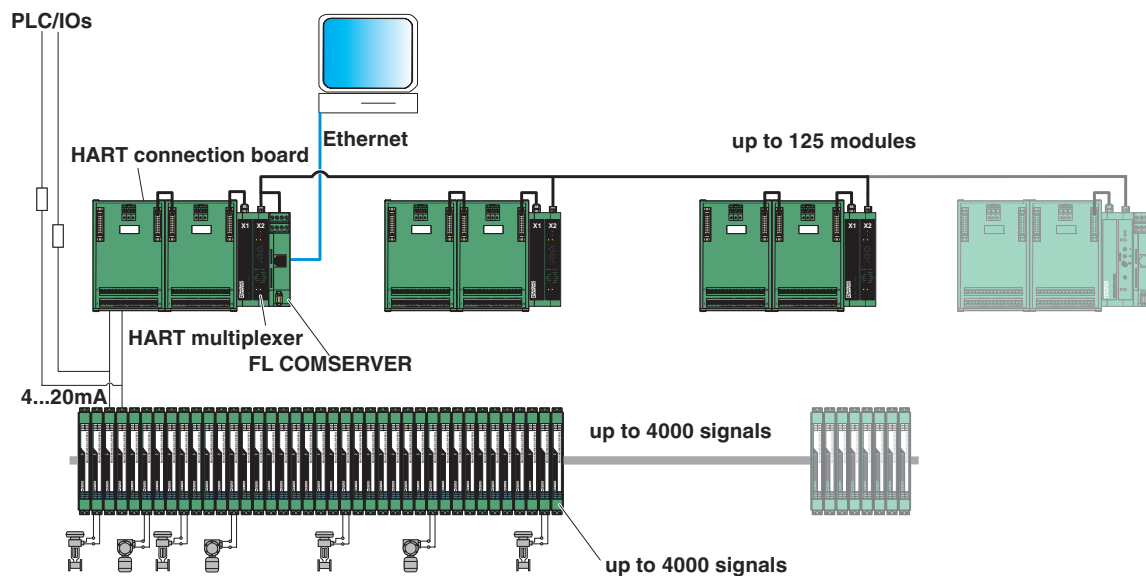 PLC/IOs
Ethernet
up to 125 modules
HART connection board
X1 X2
X1 X2
X1 X2
HART multiplexer
FL COMSERVER
4...20mA
up to 4000 signals
up to 4000 signals